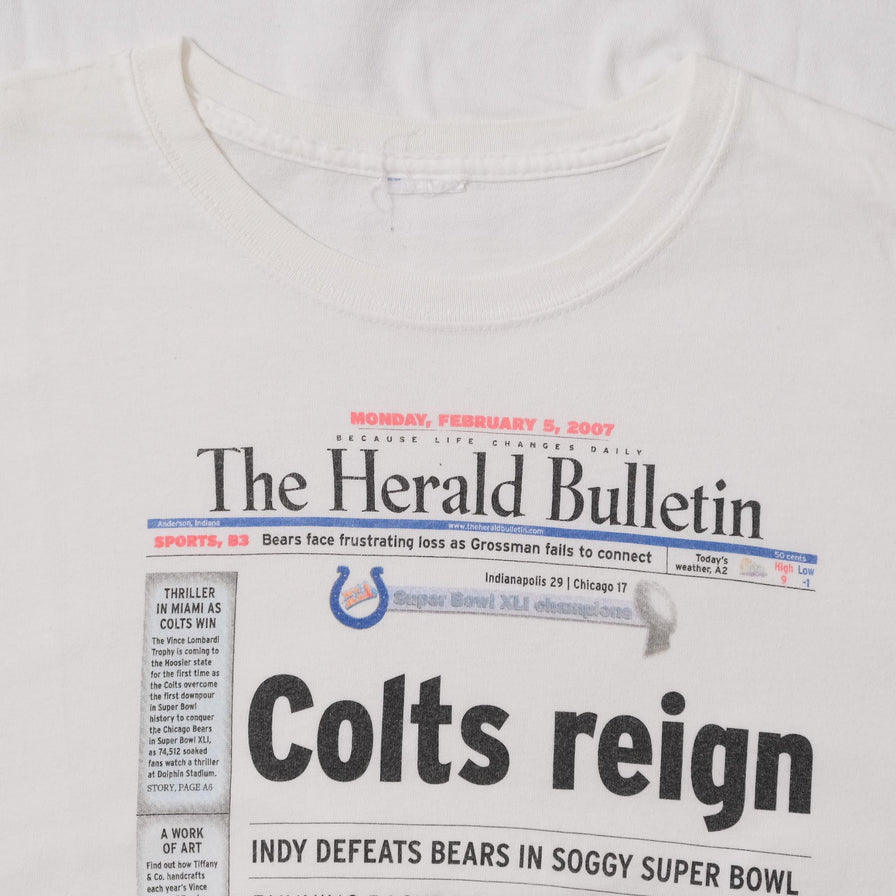 MONDAY, FEBRUARY 5, 2007
BECAUSE LIFE CHANGES DAILY
The Herald Bulletin
Anderson, Indiana
www.theheraldbulletin.com
50 cents
SPORTS, B3 Bears face frustrating loss as Grossman fails to connect
Today's
weather, A2
High
9
Low
-1
Indianapolis 29 | Chicago 17
Super Bowl XLI champions
THRILLER
IN MIAMI AS
COLTS WIN
The Vince Lombardi
Trophy is coming to
the Hoosier state
for the first time as
the Colts overcome
the first downpour
in Super Bowl
history to conquer
the Chicago Bears
in Super Bowl XLI,
as 74,512 soaked
fans watch a thriller
at Dolphin Stadium.
STORY, PAGE A6
Colts reign
INDY DEFEATS BEARS IN SOGGY SUPER BOWL
A WORK
OF ART
Find out how Tiffany
& Co. handcrafts
each year's Vince